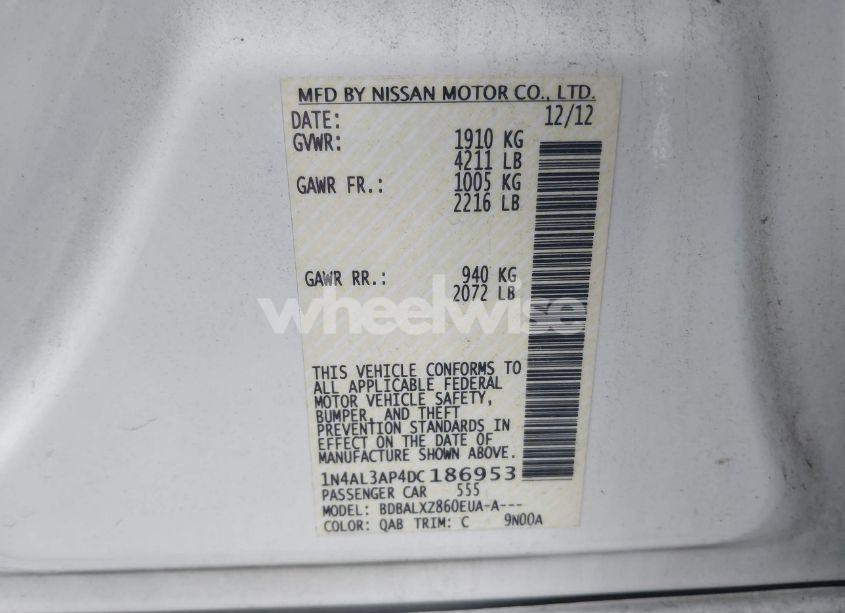 MFD BY NISSAN MOTOR CO., LTD.
DATE: 12/12
GVWR: 1910 KG
4211 LB
GAWR FR.: 1005 KG
2216 LB
GAWR RR.: 940 KG
2072 LB
wheelwise
THIS VEHICLE CONFORMS TO
ALL APPLICABLE FEDERAL
MOTOR VEHICLE SAFETY,
BUMPER, AND THEFT
PREVENTION STANDARDS IN
EFFECT ON THE DATE OF
MANUFACTURE SHOWN ABOVE.
1N4AL3AP4DC186953
PASSENGER CAR 555
MODEL: BDBALXZ860EUA-A---
COLOR: QAB TRIM: C 9N00A